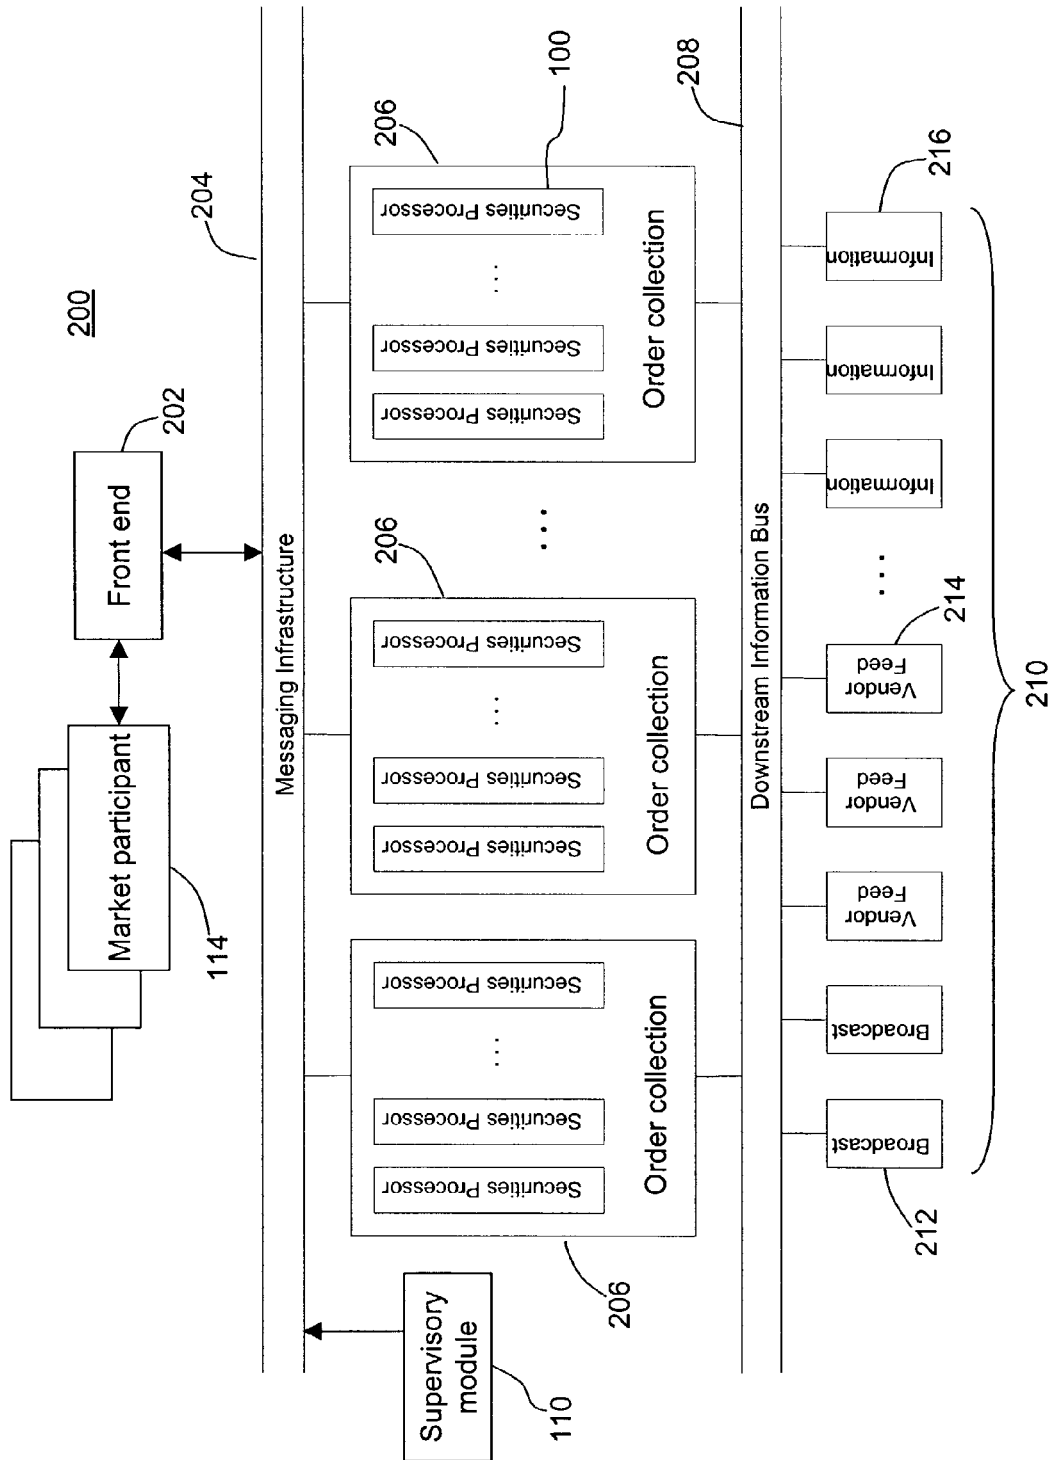 200
Market participant
114
Front end
202
204
Messaging Infrastructure
Supervisory
module
110
Securities Processor
Securities Processor
...
Securities Processor
Order collection
206
Securities Processor
Securities Processor
...
Securities Processor
Order collection
206
...
Securities Processor
Securities Processor
...
Securities Processor
Order collection
206
100
208
Downstream Information Bus
Broadcast
212
Broadcast
Vendor
Feed
Vendor
Feed
Vendor
Feed
214
...
Information
Information
Information
216
210